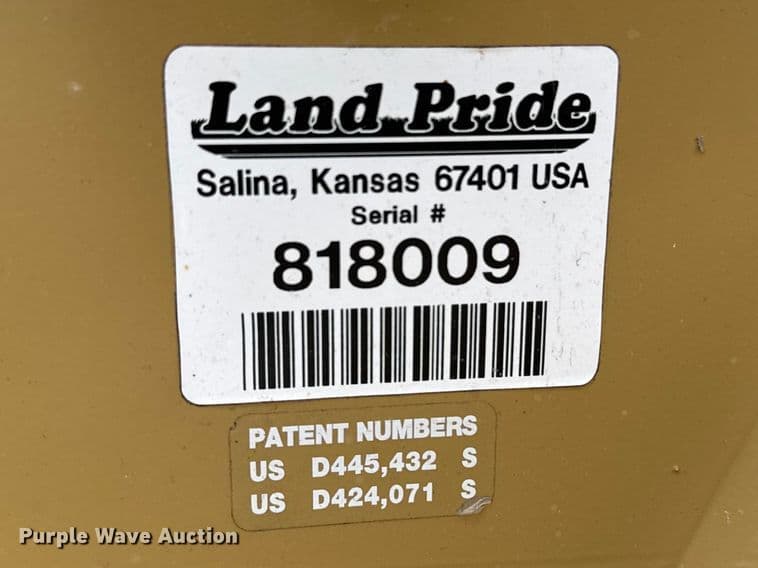 Land Pride
Salina, Kansas 67401 USA
Serial #
818009
PATENT NUMBERS
US D445,432 S
US D424,071 S
Purple Wave Auction